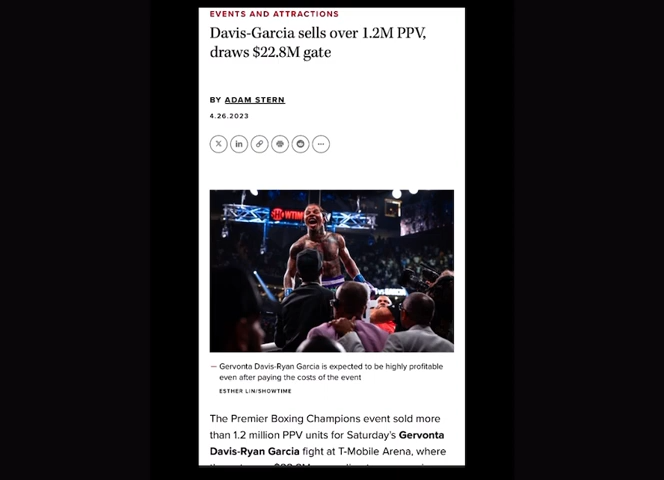 EVENTS AND ATTRACTIONS
Davis-Garcia sells over 1.2M PPV,
draws $22.8M gate
BY ADAM STERN
4.26.2023
SHOWTIME
— Gervonta Davis-Ryan Garcia is expected to be highly profitable
even after paying the costs of the event
ESTHER LIN/SHOWTIME
The Premier Boxing Champions event sold more
than 1.2 million PPV units for Saturday's Gervonta
Davis-Ryan Garcia fight at T-Mobile Arena, where